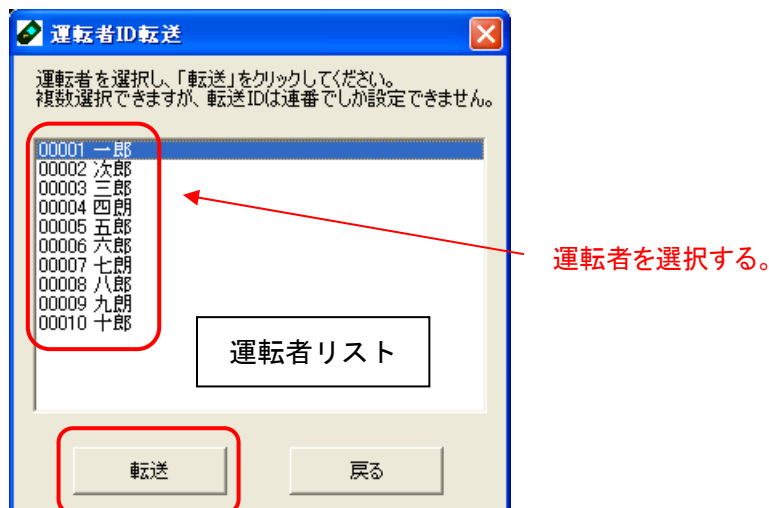 運転者ID転送
運転者を選択し、「転送」をクリックしてください。
複数選択できますが、転送IDは連番でしか設定できません。
00001 一郎
00002 次郎
00003 三郎
00004 四朗
00005 五郎
00006 六郎
00007 七朗
00008 八郎
00009 九朗
00010 十郎
運転者を選択する。
運転者リスト
転送
戻る